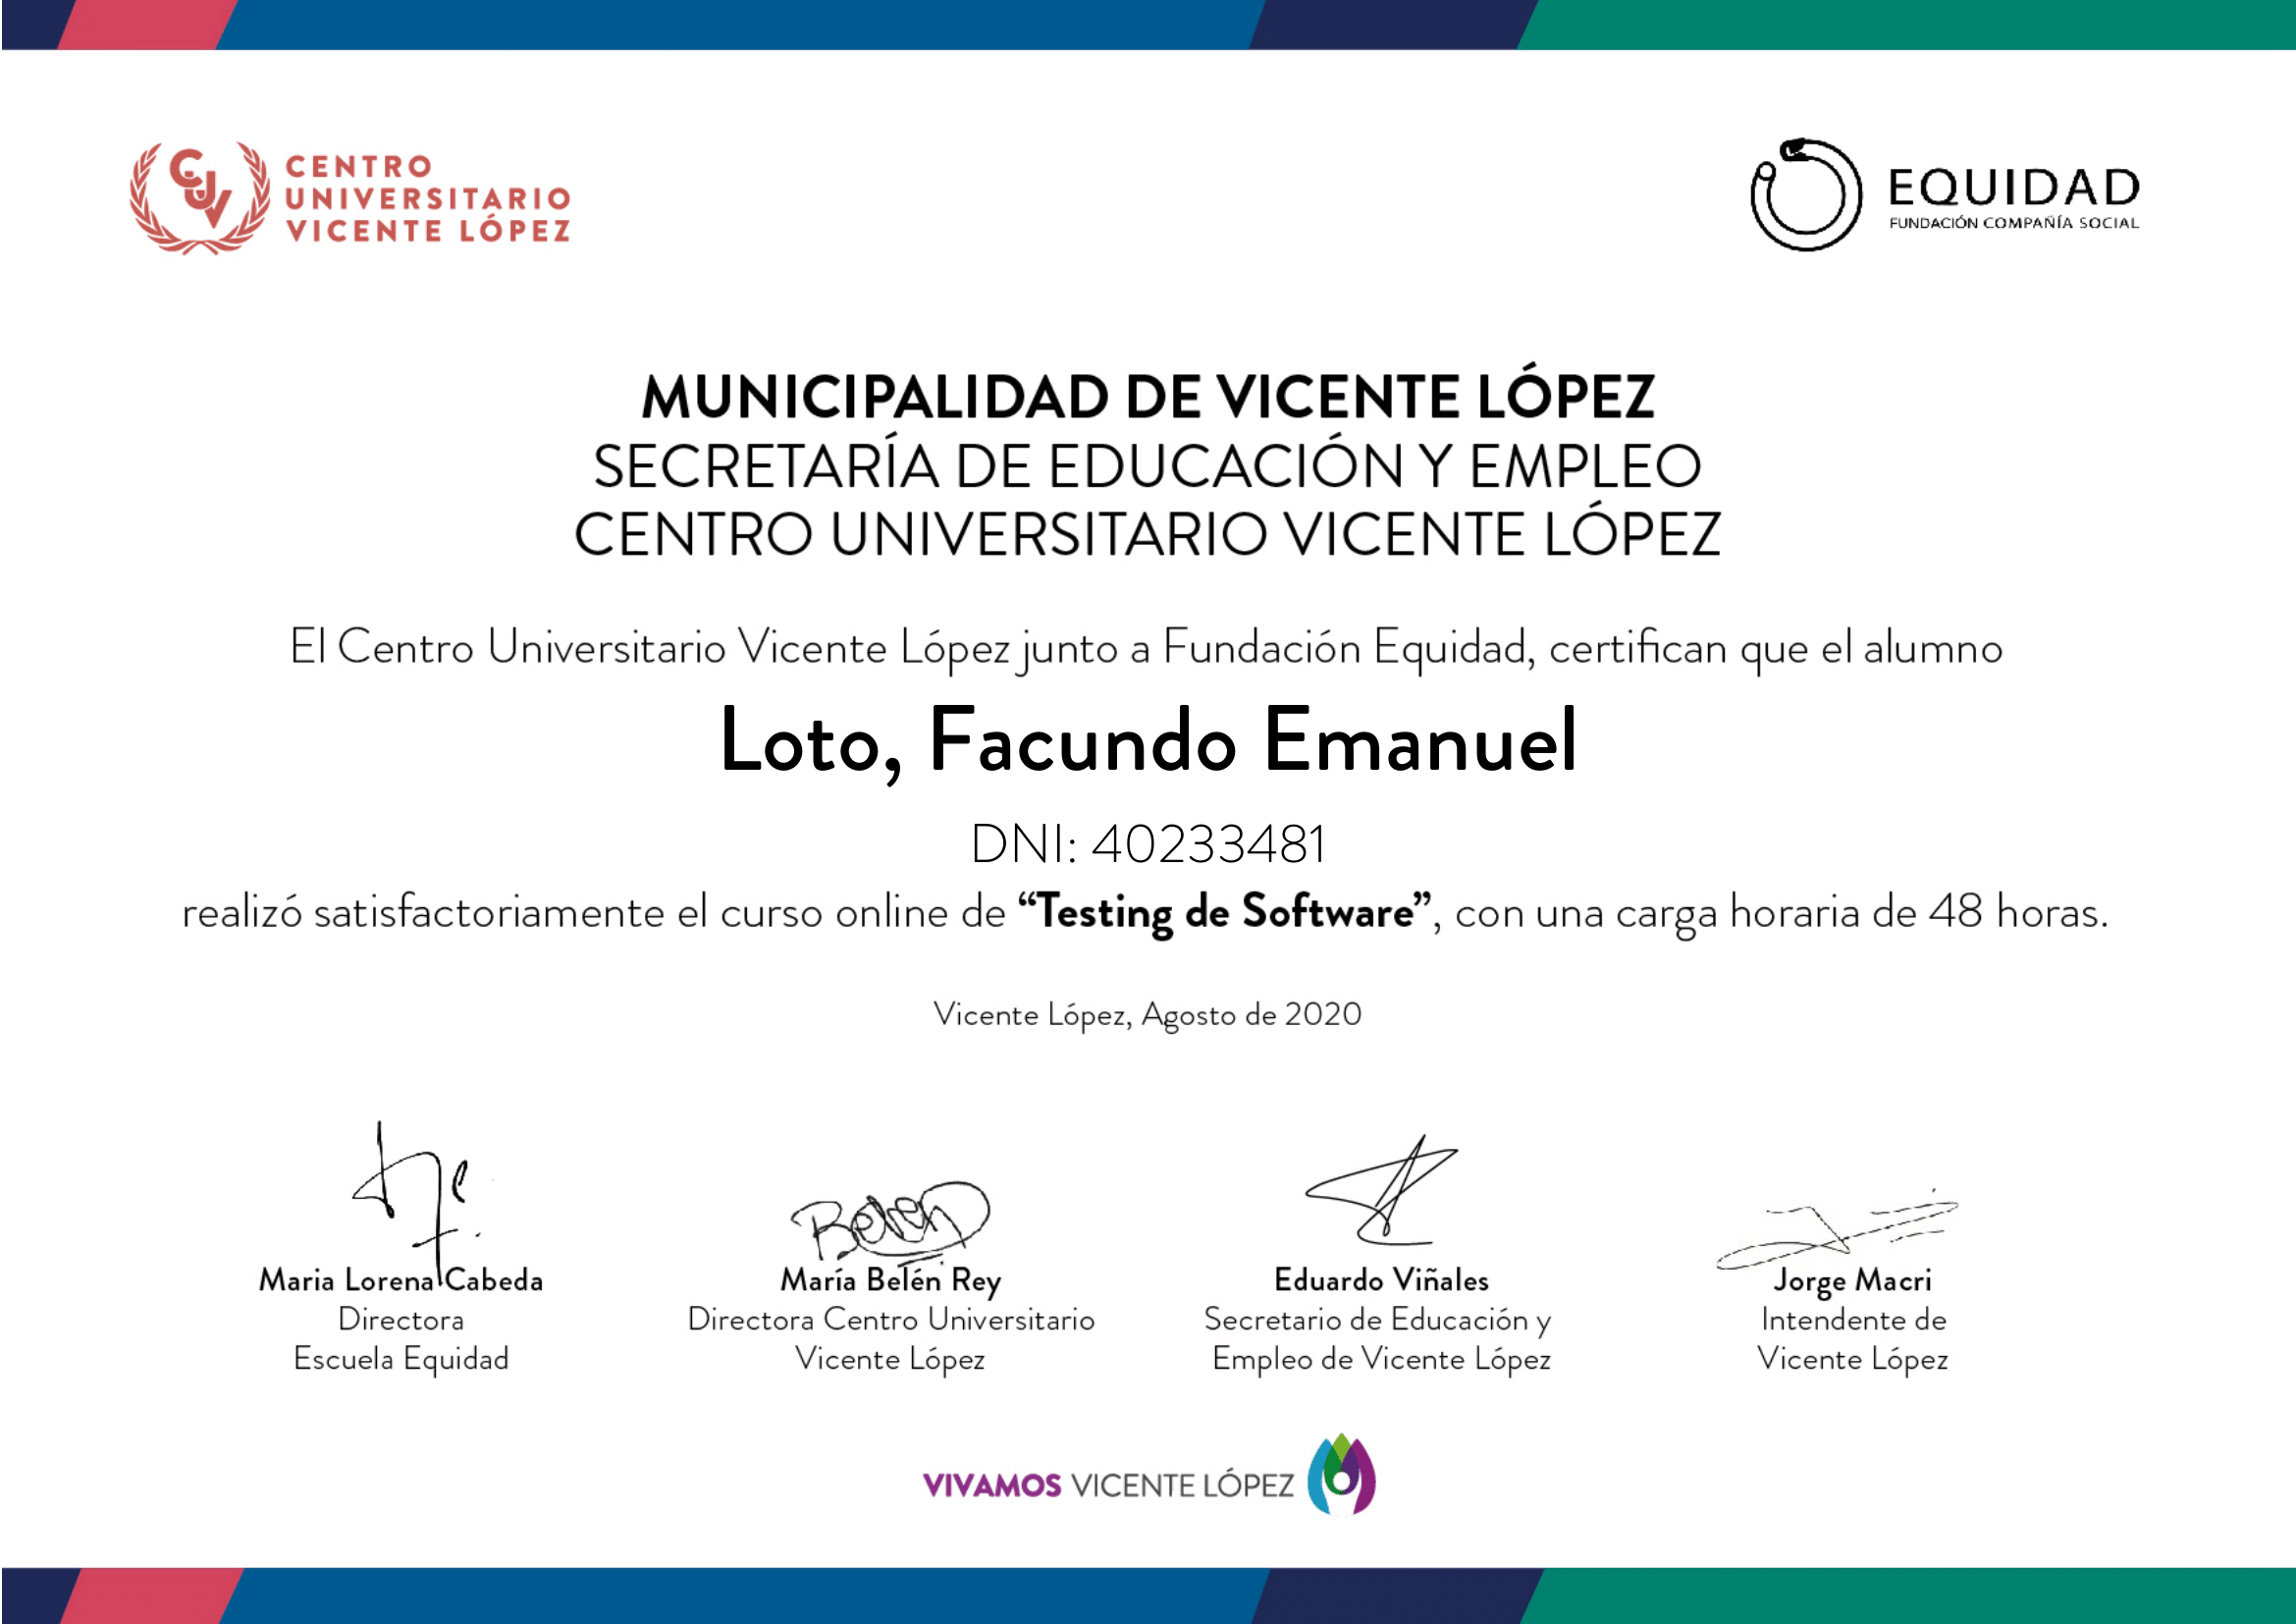 CUV
CENTRO
UNIVERSITARIO
VICENTE LÓPEZ
EQUIDAD
FUNDACIÓN COMPAÑÍA SOCIAL
MUNICIPALIDAD DE VICENTE LÓPEZ
SECRETARÍA DE EDUCACIÓN Y EMPLEO
CENTRO UNIVERSITARIO VICENTE LÓPEZ
El Centro Universitario Vicente López junto a Fundación Equidad, certifican que el alumno
Loto, Facundo Emanuel
DNI: 40233481
realizó satisfactoriamente el curso online de “Testing de Software”, con una carga horaria de 48 horas.
Vicente López, Agosto de 2020
Belén
Maria Lorena Cabeda
Directora
Escuela Equidad
María Belén Rey
Directora Centro Universitario
Vicente López
Eduardo Viñales
Secretario de Educación y
Empleo de Vicente López
Jorge Macri
Intendente de
Vicente López
VIVAMOS VICENTE LÓPEZ